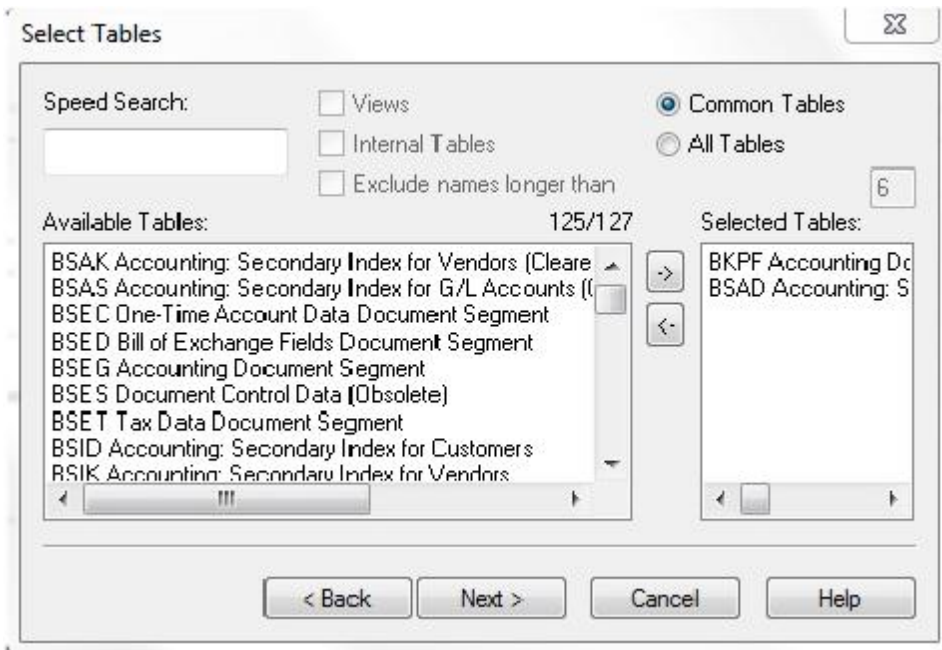 Select Tables
Speed Search:
Views
Internal Tables
Exclude names longer than
6
Common Tables
All Tables
Available Tables:
125/127
BSAK Accounting: Secondary Index for Vendors (Cleare
BSAS Accounting: Secondary Index for G/L Accounts ((
BSEC One-Time Account Data Document Segment
BSED Bill of Exchange Fields Document Segment
BSEG Accounting Document Segment
BSES Document Control Data (Obsolete)
BSET Tax Data Document Segment
BSID Accounting: Secondary Index for Customers
BSIK Accounting: Secondary Index for Vendors
->
<-
Selected Tables:
BKPF Accounting Dc
BSAD Accounting: S
< Back
Next >
Cancel
Help